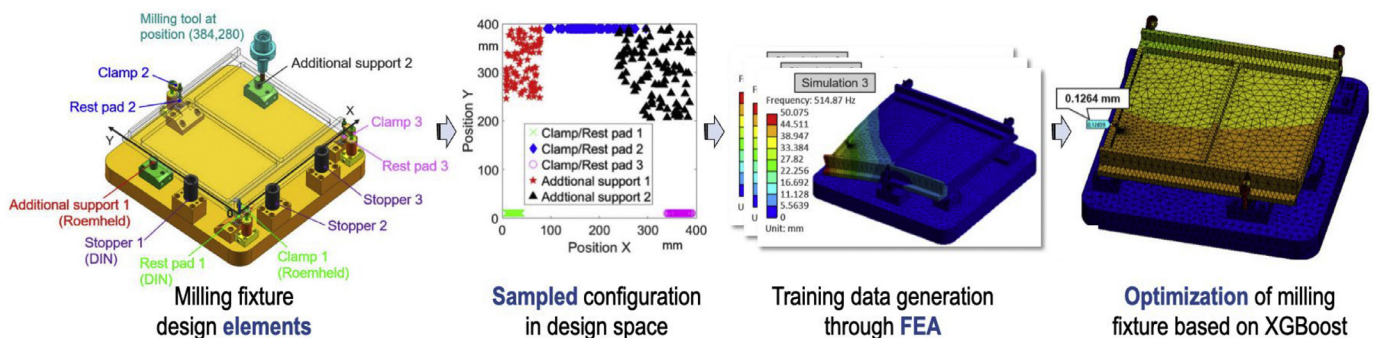 Milling tool at
position (384,280)
Additional support 2
Clamp 2
Rest pad 2
X
Clamp 3
Y
Rest pad 3
Stopper 3
Additional support 1
(Roemheld)
Stopper 2
Stopper 1
(DIN)
Rest pad 1
(DIN)
Clamp 1
(Roemheld)
Milling fixture
design elements
400
mm
300
200
100
0
Position Y
Clamp/Rest pad 1
Clamp/Rest pad 2
Clamp/Rest pad 3
Addtional support 1
Addtional support 2
0 100 200 300 400
Position X mm
Sampled configuration
in design space
Simulation 3
Frequency: 514.87 Hz
50.075
44.511
38.947
33.384
27.82
22.256
16.692
11.128
5.5639
0
Unit: mm
Training data generation
through FEA
0.1264 mm
Optimization of milling
fixture based on XGBoost